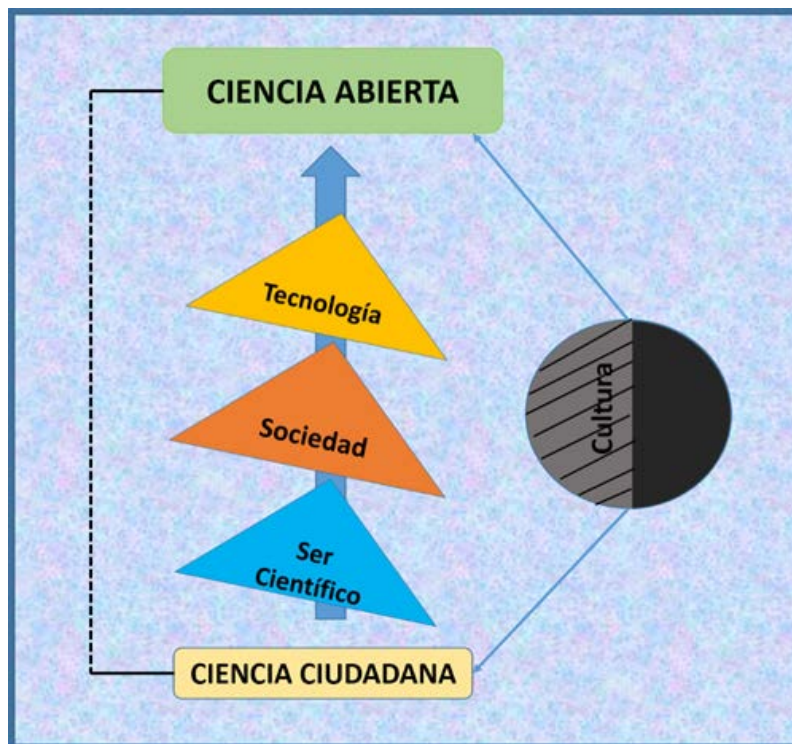 CIENCIA ABIERTA
Tecnología
Sociedad
Cultura
Ser
Científico
CIENCIA CIUDADANA